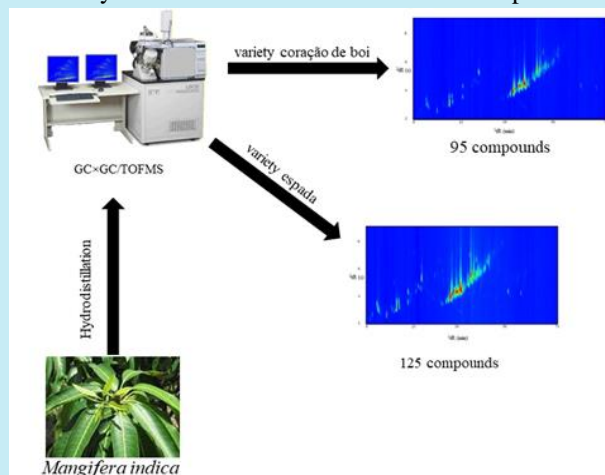 variety coração de boi
95 compounds
GC×GC/TOFMS
variety espada
125 compounds
Hydrodistillation
Mangifera indica